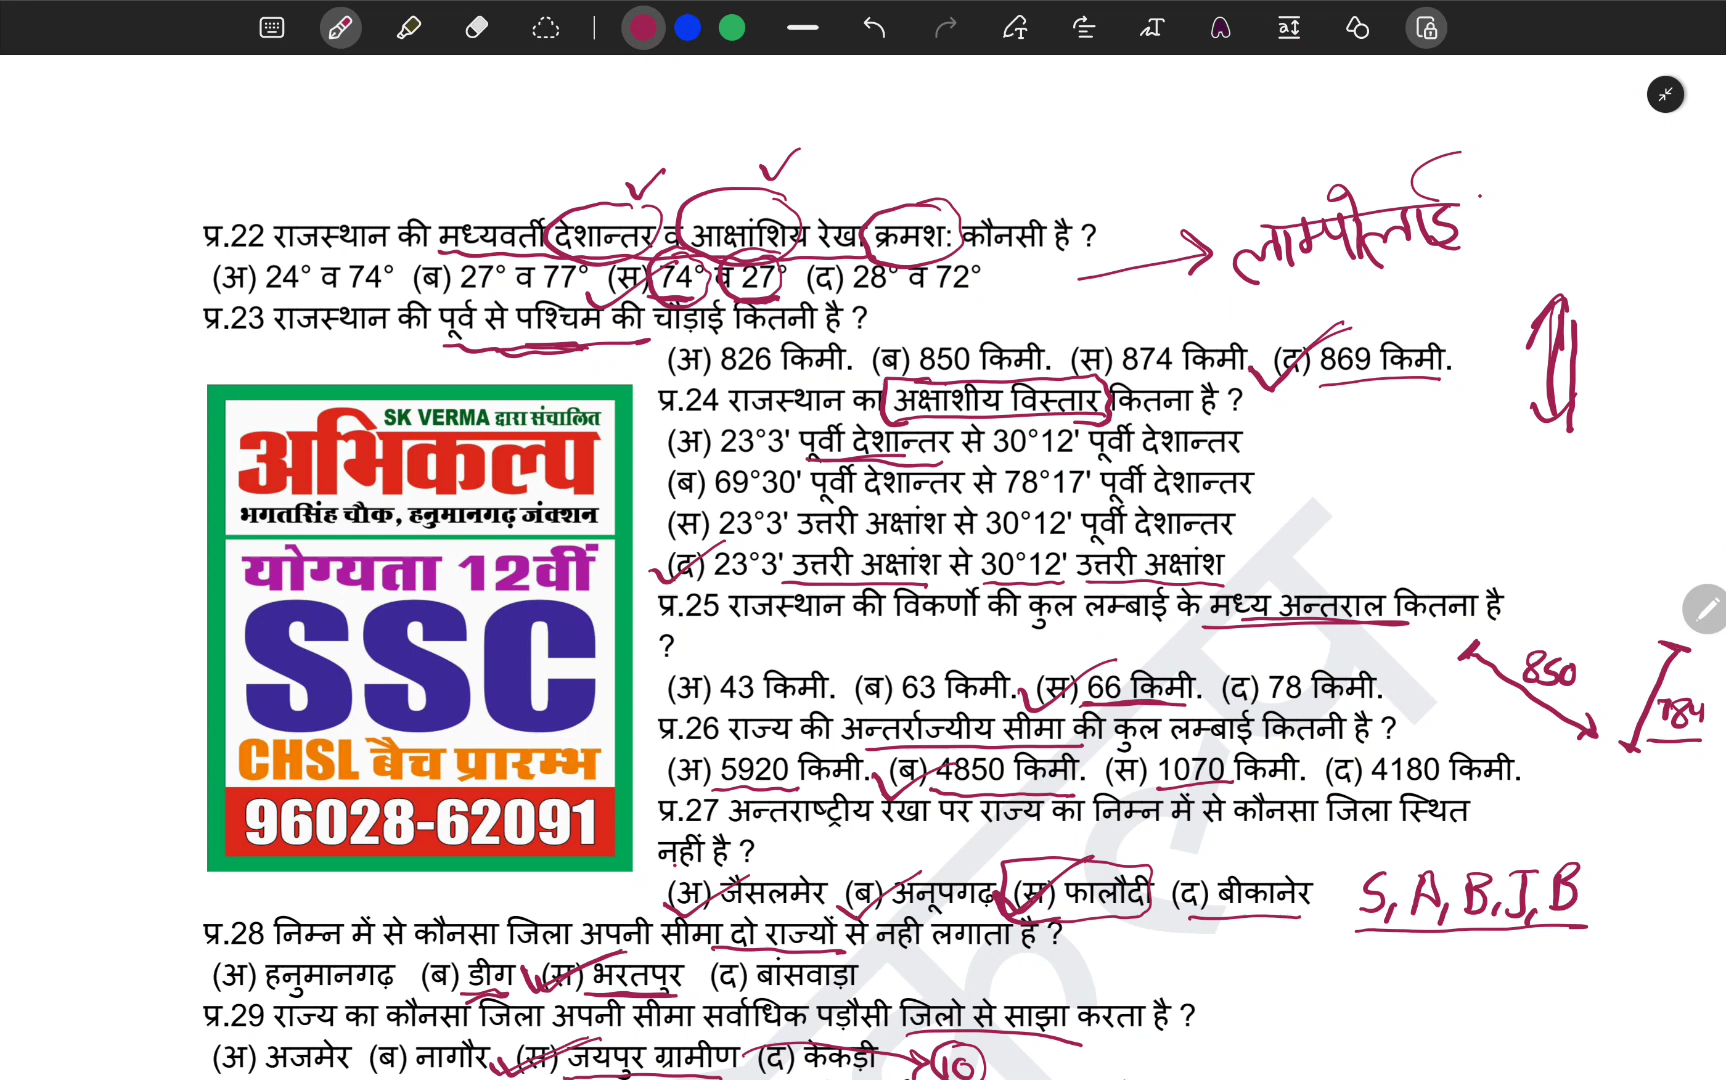 प्र.22 राजस्थान की मध्यवर्ती देशान्तर व आक्षांशिय रेखा क्रमश: कौनसी है ?
(अ) 24° व 74° (ब) 27° व 77° (स) 74° व 27° (द) 28° व 72°
लाम्पोलाई
प्र.23 राजस्थान की पूर्व से पश्चिम की चौड़ाई कितनी है ?
(अ) 826 किमी. (ब) 850 किमी. (स) 874 किमी. (द) 869 किमी.
प्र.24 राजस्थान का अक्षाशीय विस्तार कितना है ?
(अ) 23°3' पूर्वी देशान्तर से 30°12' पूर्वी देशान्तर
(ब) 69°30' पूर्वी देशान्तर से 78°17' पूर्वी देशान्तर
(स) 23°3' उत्तरी अक्षांश से 30°12' पूर्वी देशान्तर
(द) 23°3' उत्तरी अक्षांश से 30°12' उत्तरी अक्षांश
प्र.25 राजस्थान की विकर्णो की कुल लम्बाई के मध्य अन्तराल कितना है
?
(अ) 43 किमी. (ब) 63 किमी. (स) 66 किमी. (द) 78 किमी.
850
784
प्र.26 राज्य की अन्तर्राज्यीय सीमा की कुल लम्बाई कितनी है ?
(अ) 5920 किमी. (ब) 4850 किमी. (स) 1070 किमी. (द) 4180 किमी.
प्र.27 अन्तराष्ट्रीय रेखा पर राज्य का निम्न में से कौनसा जिला स्थित
नहीं है ?
(अ) जैसलमेर (ब) अनूपगढ़ (स) फालौदी (द) बीकानेर
S, A, B, J, B
SK VERMA द्वारा संचालित
अभिकल्प
भगतसिंह चौक, हनुमानगढ़ जंक्शन
योग्यता 12वीं
SSC
CHSL बैच प्रारम्भ
96028-62091
प्र.28 निम्न में से कौनसा जिला अपनी सीमा दो राज्यों से नही लगाता है ?
(अ) हनुमानगढ़ (ब) डीग (स) भरतपुर (द) बांसवाड़ा
प्र.29 राज्य का कौनसा जिला अपनी सीमा सर्वाधिक पड़ौसी जिलो से साझा करता है ?
(अ) अजमेर (ब) नागौर (स) जयपुर ग्रामीण (द) केकड़ी
10